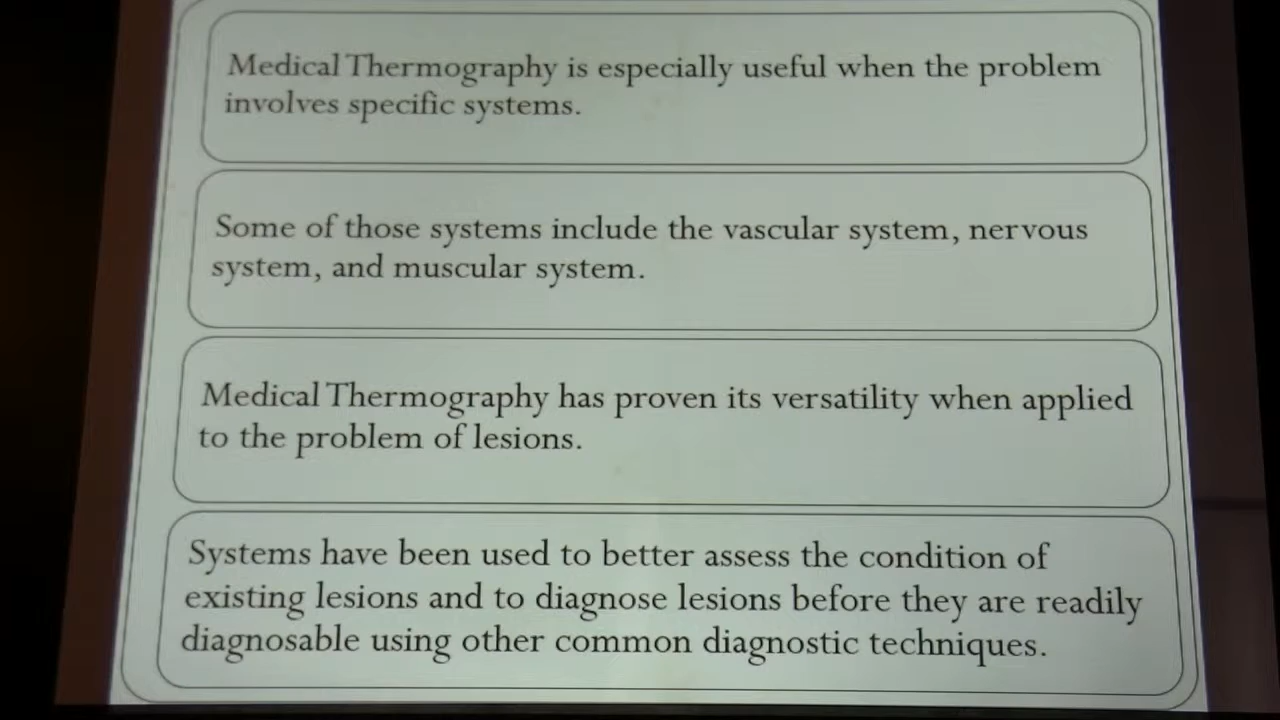 Medical Thermography is especially useful when the problem
involves specific systems.
Some of those systems include the vascular system, nervous
system, and muscular system.
Medical Thermography has proven its versatility when applied
to the problem of lesions.
Systems have been used to better assess the condition of
existing lesions and to diagnose lesions before they are readily
diagnosable using other common diagnostic techniques.